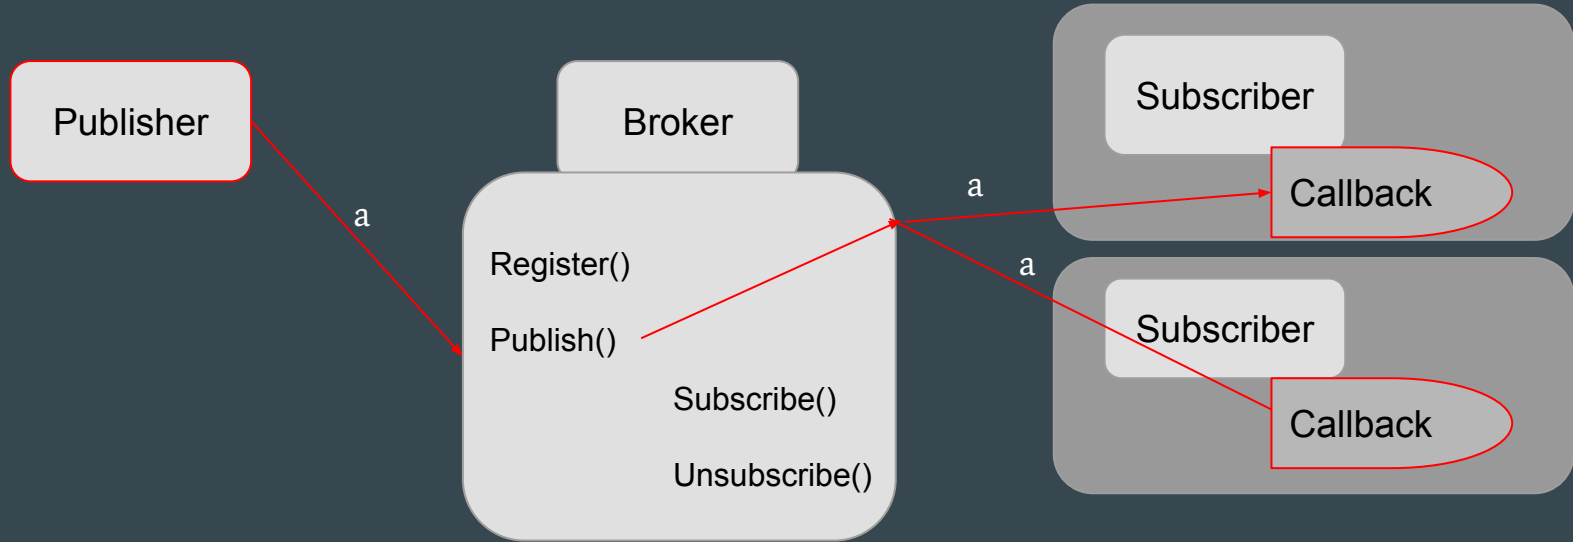 Publisher
a
Broker
Register()
Publish()
Subscribe()
Unsubscribe()
a
a
Subscriber
Callback
Subscriber
Callback